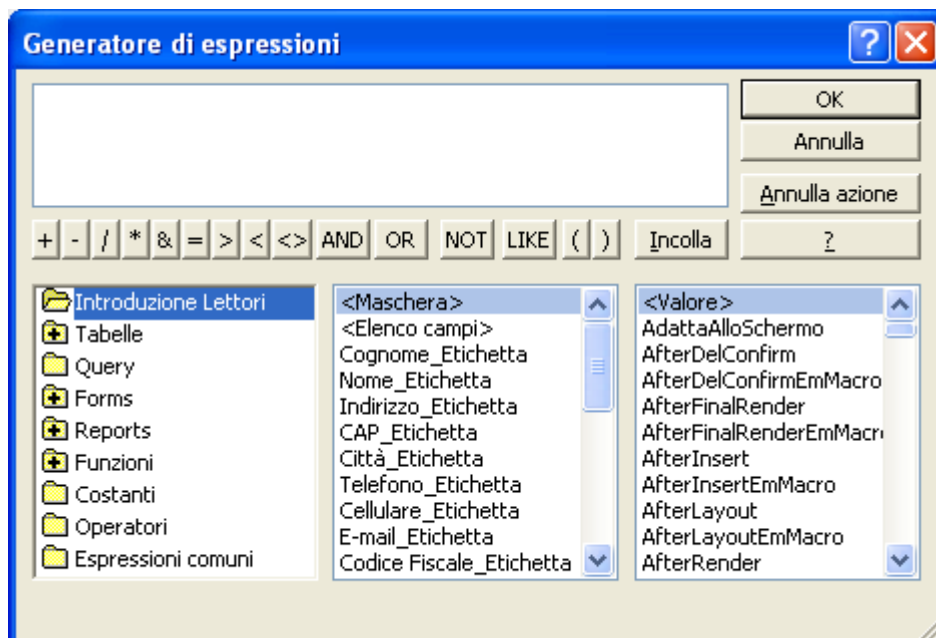 Generatore di espressioni
?
OK
Annulla
Annulla azione
+ - / * & = > < <> AND OR NOT LIKE ( ) Incolla ?
Introduzione Lettori
Tabelle
Query
Forms
Reports
Funzioni
Costanti
Operatori
Espressioni comuni
<Maschera>
<Elenco campi>
Cognome_Etichetta
Nome_Etichetta
Indirizzo_Etichetta
CAP_Etichetta
Città_Etichetta
Telefono_Etichetta
Cellulare_Etichetta
E-mail_Etichetta
Codice Fiscale_Etichetta
<Valore>
AdattaAlloSchermo
AfterDelConfirm
AfterDelConfirmEmMacro
AfterFinalRender
AfterFinalRenderEmMacr
AfterInsert
AfterInsertEmMacro
AfterLayout
AfterLayoutEmMacro
AfterRender